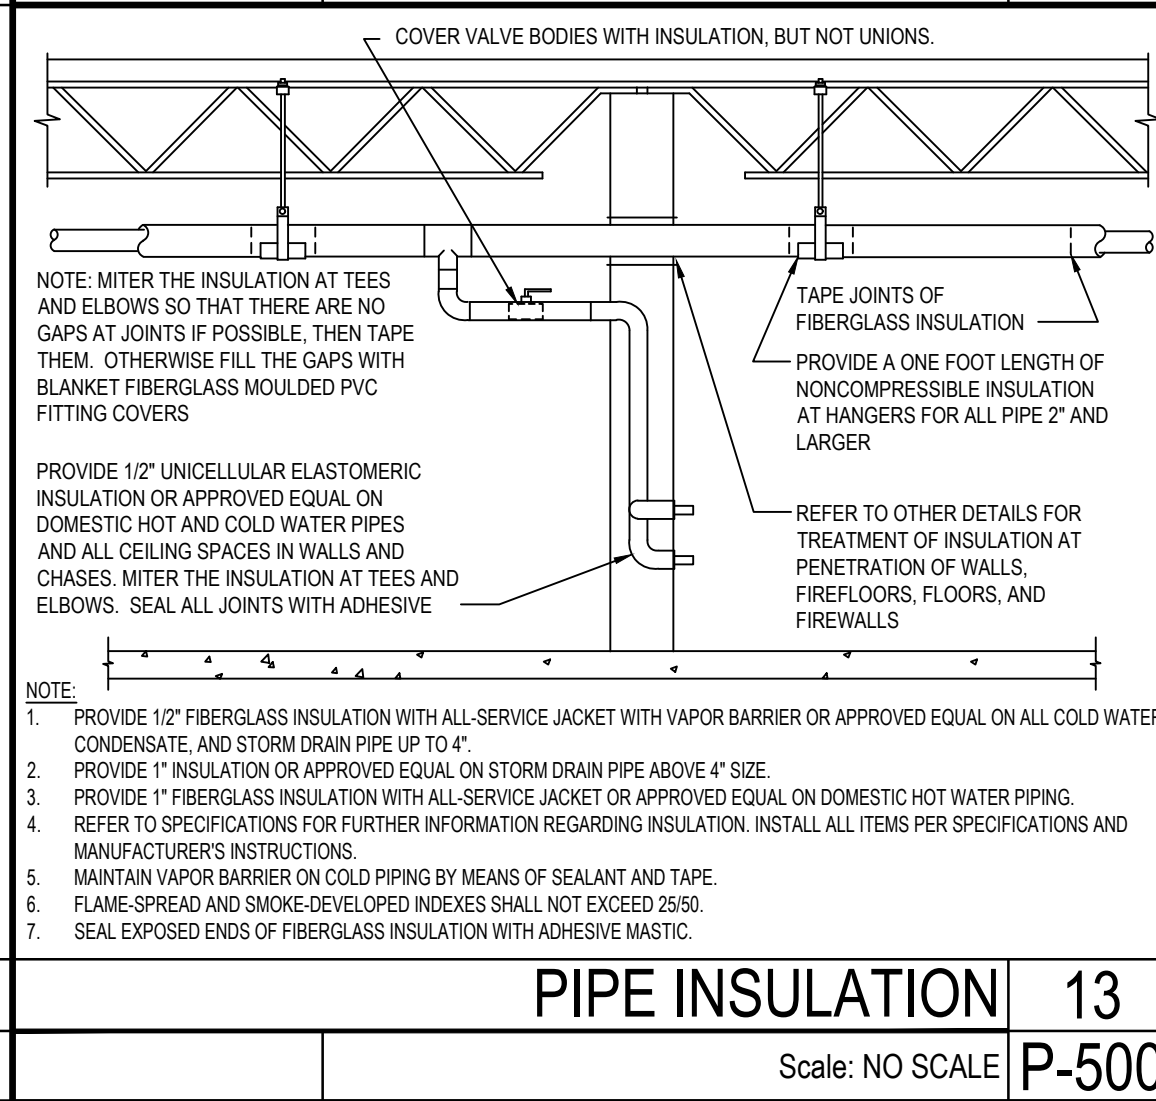 COVER VALVE BODIES WITH INSULATION, BUT NOT UNIONS.
NOTE: MITER THE INSULATION AT TEES
AND ELBOWS SO THAT THERE ARE NO
GAPS AT JOINTS IF POSSIBLE, THEN TAPE
THEM. OTHERWISE FILL THE GAPS WITH
BLANKET FIBERGLASS MOULDED PVC
FITTING COVERS
TAPE JOINTS OF
FIBERGLASS INSULATION
PROVIDE A ONE FOOT LENGTH OF
NONCOMPRESSIBLE INSULATION
AT HANGERS FOR ALL PIPE 2" AND
LARGER
PROVIDE 1/2" UNICELLULAR ELASTOMERIC
INSULATION OR APPROVED EQUAL ON
DOMESTIC HOT AND COLD WATER PIPES
AND ALL CEILING SPACES IN WALLS AND
CHASES. MITER THE INSULATION AT TEES AND
ELBOWS. SEAL ALL JOINTS WITH ADHESIVE
REFER TO OTHER DETAILS FOR
TREATMENT OF INSULATION AT
PENETRATION OF WALLS,
FIREFLOORS, FLOORS, AND
FIREWALLS
NOTE:
1. PROVIDE 1/2" FIBERGLASS INSULATION WITH ALL-SERVICE JACKET WITH VAPOR BARRIER OR APPROVED EQUAL ON ALL COLD WATER
CONDENSATE, AND STORM DRAIN PIPE UP TO 4".
2. PROVIDE 1" INSULATION OR APPROVED EQUAL ON STORM DRAIN PIPE ABOVE 4" SIZE.
3. PROVIDE 1" FIBERGLASS INSULATION WITH ALL-SERVICE JACKET OR APPROVED EQUAL ON DOMESTIC HOT WATER PIPING.
4. REFER TO SPECIFICATIONS FOR FURTHER INFORMATION REGARDING INSULATION. INSTALL ALL ITEMS PER SPECIFICATIONS AND
MANUFACTURER'S INSTRUCTIONS.
5. MAINTAIN VAPOR BARRIER ON COLD PIPING BY MEANS OF SEALANT AND TAPE.
6. FLAME-SPREAD AND SMOKE-DEVELOPED INDEXES SHALL NOT EXCEED 25/50.
7. SEAL EXPOSED ENDS OF FIBERGLASS INSULATION WITH ADHESIVE MASTIC.
PIPE INSULATION 13
Scale: NO SCALE P-500